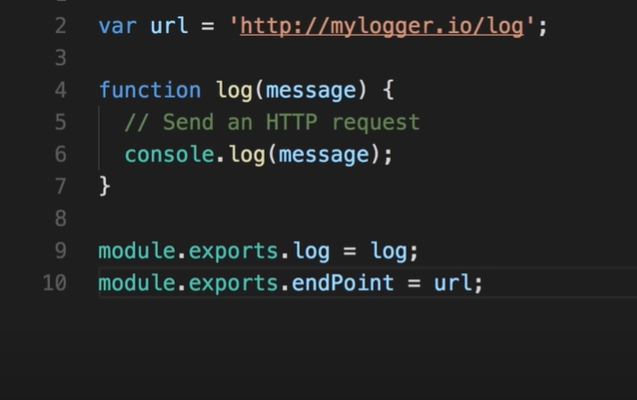 2 var url = 'http://mylogger.io/log';
3
4 function log(message) {
5 // Send an HTTP request
6 console.log(message);
7 }
8
9 module.exports.log = log;
10 module.exports.endPoint = url;